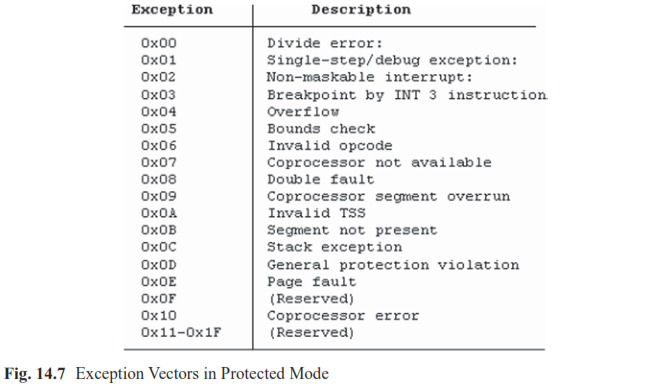 Exception Description
0x00 Divide error:
0x01 Single-step/debug exception:
0x02 Non-maskable interrupt:
0x03 Breakpoint by INT 3 instruction
0x04 Overflow
0x05 Bounds check
0x06 Invalid opcode
0x07 Coprocessor not available
0x08 Double fault
0x09 Coprocessor segment overrun
0x0A Invalid TSS
0x0B Segment not present
0x0C Stack exception
0x0D General protection violation
0x0E Page fault
0x0F (Reserved)
0x10 Coprocessor error
0x11-0x1F (Reserved)
Fig. 14.7 Exception Vectors in Protected Mode